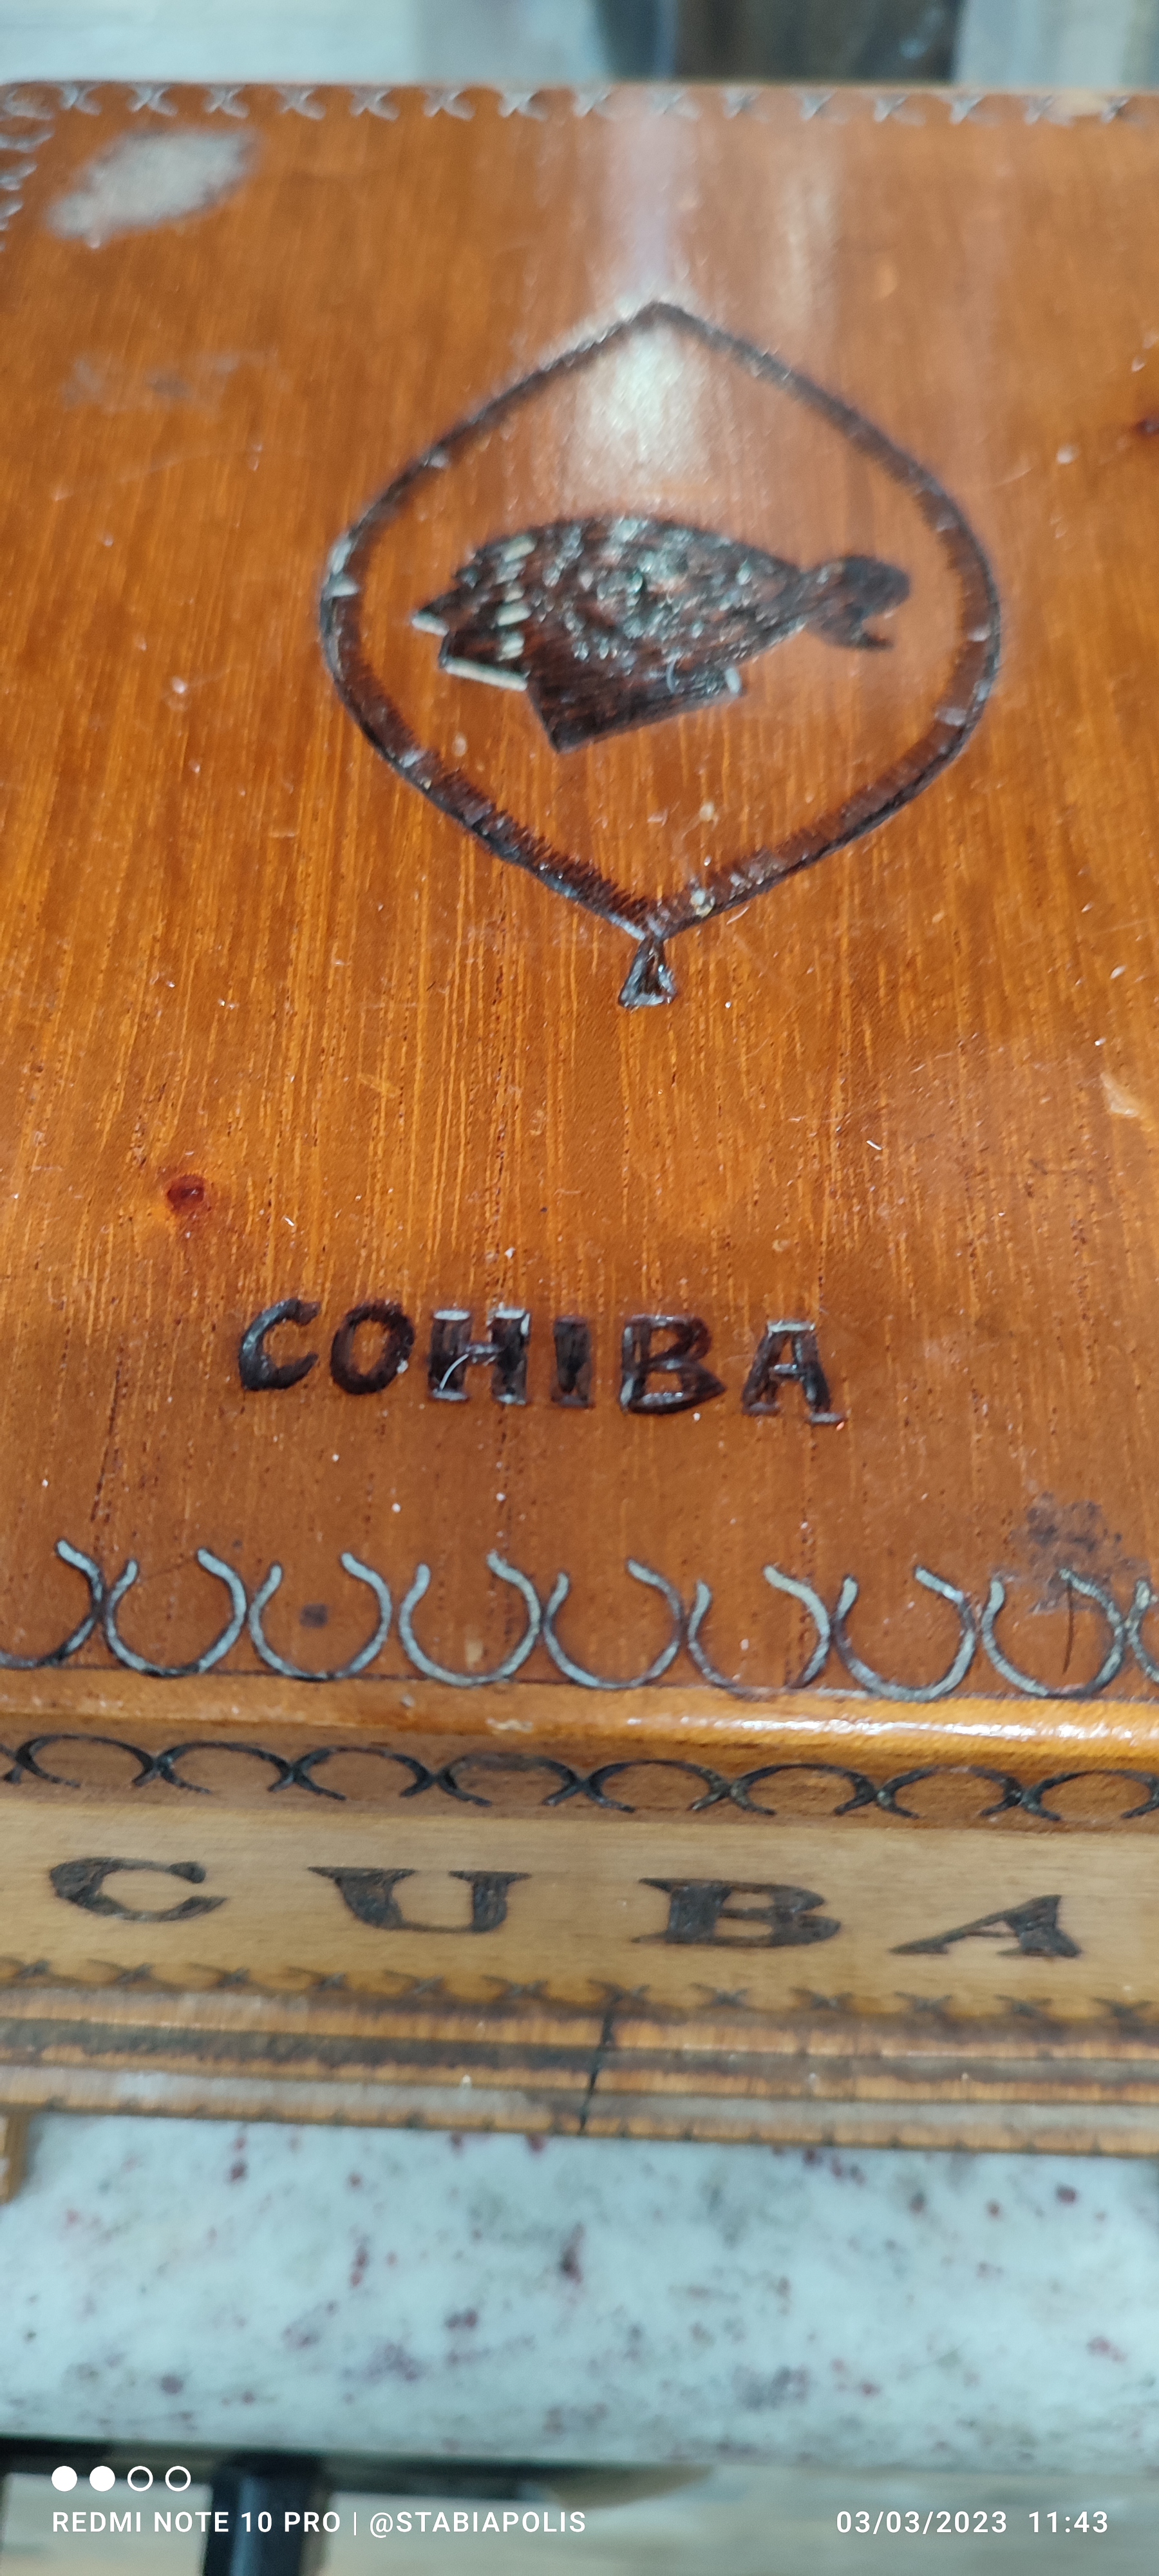 COHIBA
CUBA
REDMI NOTE 10 PRO | @STABIAPOLIS
03/03/2023 11:43